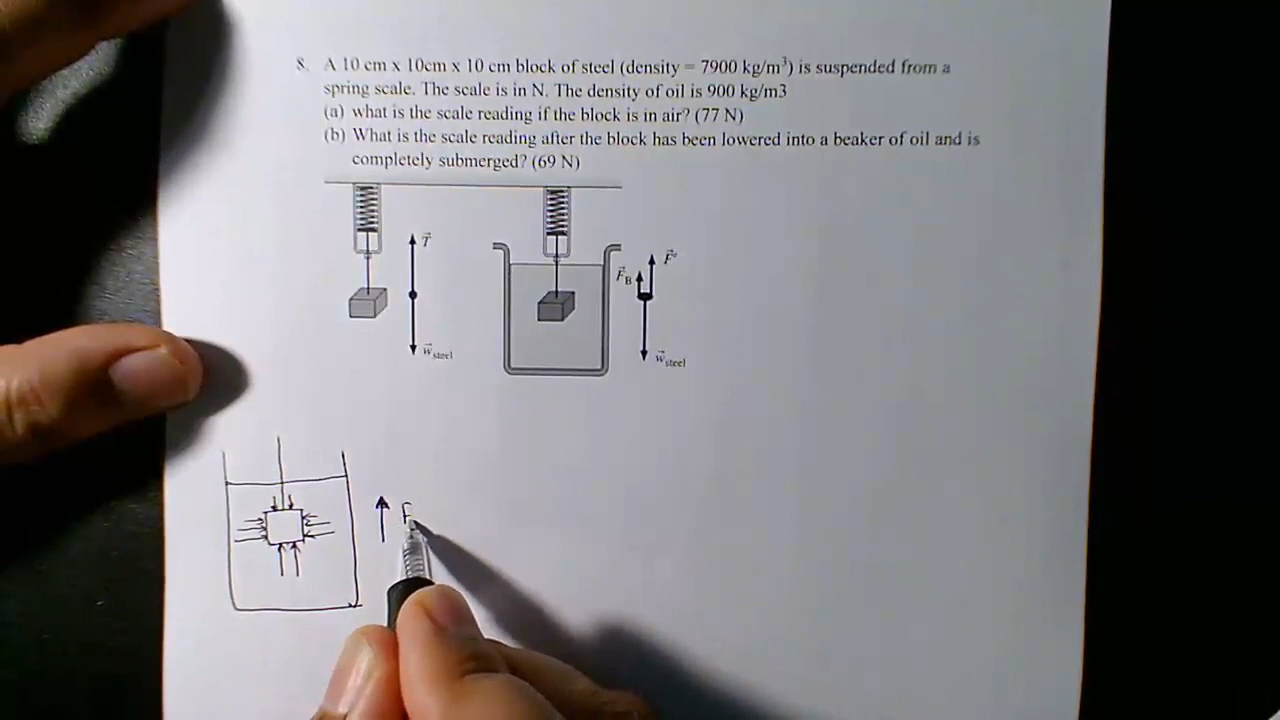 8. A 10 cm x 10cm x 10 cm block of steel (density = 7900 kg/m³) is suspended from a
spring scale. The scale is in N. The density of oil is 900 kg/m3
(a) what is the scale reading if the block is in air? (77 N)
(b) What is the scale reading after the block has been lowered into a beaker of oil and is
completely submerged? (69 N)
T⃗
w⃗ steel
F⃗ B
F⃗'
w⃗ steel
F